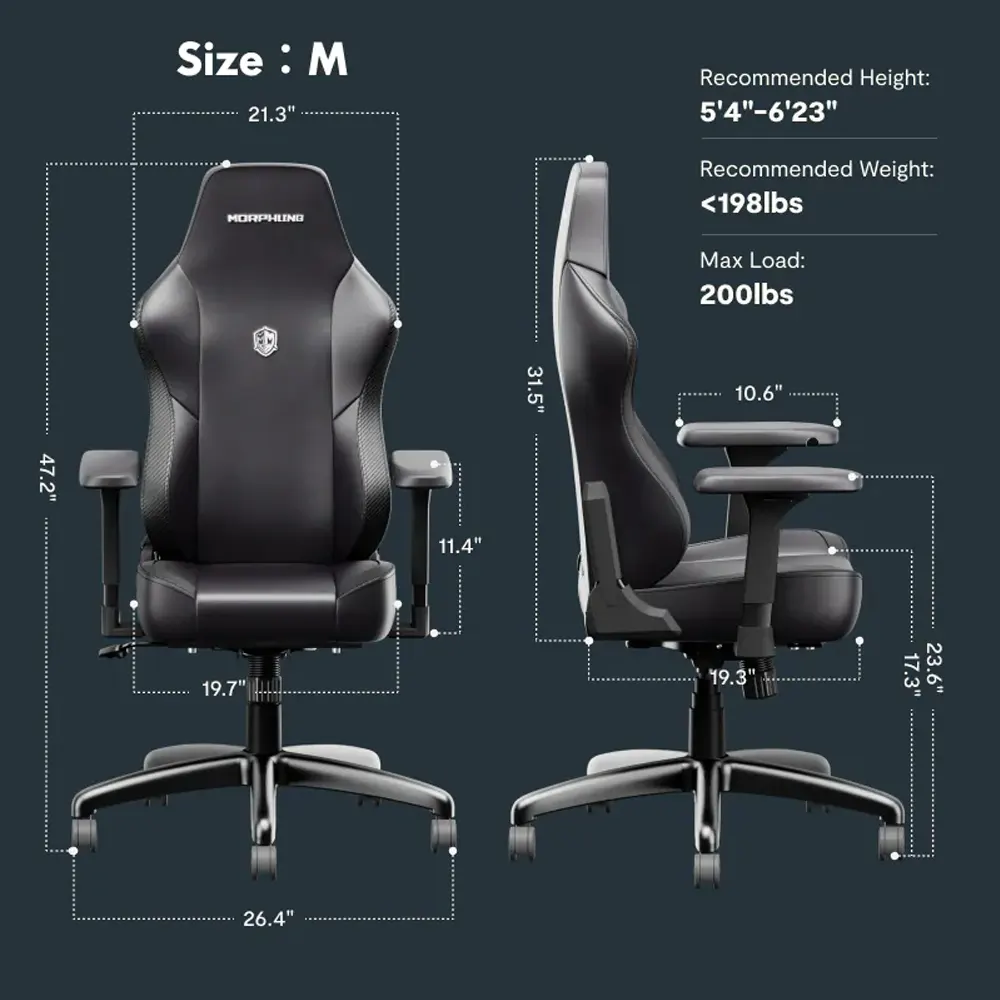 Size：M
Recommended Height:
5'4"-6'23"
Recommended Weight:
<198lbs
Max Load:
200lbs
21.3"
MORPHLING
47.2"
11.4"
19.7"
26.4"
31.5"
10.6"
19.3"
17.3"
23.6"